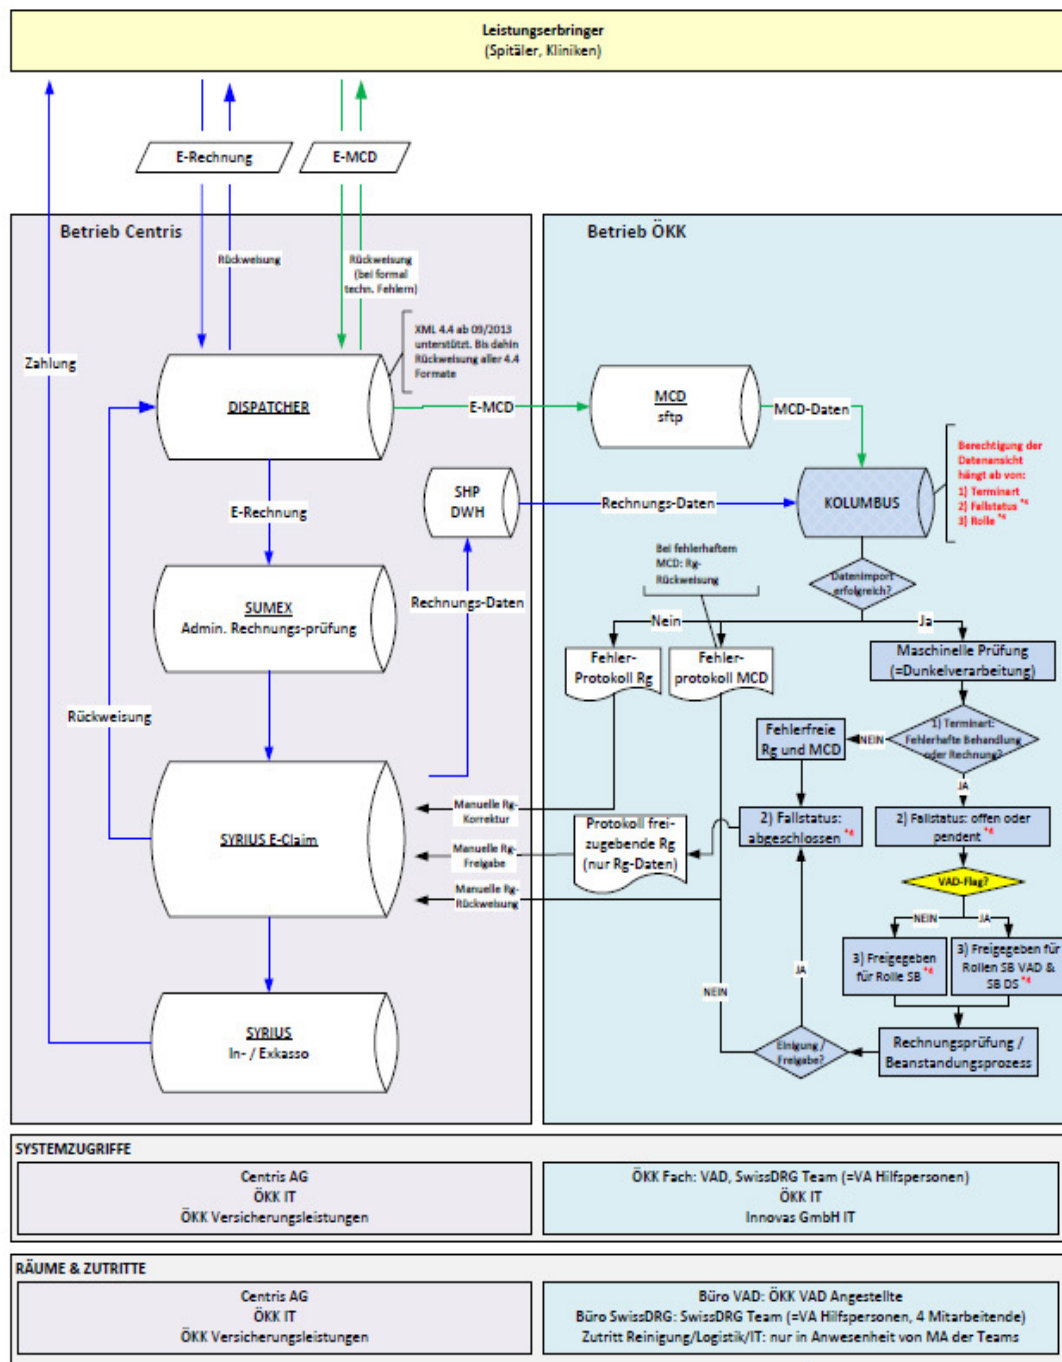 Leistungserbringer
(Spitäler, Kliniken)
E-Rechnung
E-MCD
Betrieb Centris
Betrieb ÖKK
Rückweisung
Rückweisung
(bei formal
techn. Fehlern)
XML 4.4 ab 09/2013
unterstützt. Bis dahin
Rückweisung aller 4.4
Formate
Zahlung
DISPATCHER
E-MCD
MCD
sftp
MCD-Daten
Berechtigung der
Datenansicht
hängt ab von:
1) Terminart
2) Fallstatus *4
3) Rolle *4
SHP
DWH
Rechnungs-Daten
KOLUMBUS
E-Rechnung
Bei fehlerhaftem
MCD: Rg-
Rückweisung
Datenimport
erfolgreich?
SUMEX
Admin. Rechnungs-prüfung
Rechnungs-Daten
Nein
Ja
Fehler-
Protokoll Rg
Fehler-
protokoll MCD
Maschinelle Prüfung
(=Dunkelverarbeitung)
Rückweisung
Fehlerfreie
Rg und MCD
NEIN
1) Terminart:
Fehlerhafte Behandlung
oder Rechnung?
JA
SYRIUS E-Claim
Manuelle Rg-
Korrektur
Manuelle Rg-
Freigabe
Manuelle Rg-
Rückweisung
Protokoll frei-
zugebende Rg
(nur Rg-Daten)
2) Fallstatus:
abgeschlossen *4
2) Fallstatus: offen oder
pendent *4
VAD-Flag?
NEIN
JA
3) Freigegeben
für Rolle SB *4
3) Freigegeben für
Rollen SB VAD &
SB DS *4
JA
NEIN
SYRIUS
In- / Exkasso
Einigung /
Freigabe?
Rechnungsprüfung /
Beanstandungsprozess
SYSTEMZUGRIFFE
Centris AG
ÖKK IT
ÖKK Versicherungsleistungen
ÖKK Fach: VAD, SwissDRG Team (=VA Hilfspersonen)
ÖKK IT
Innovas GmbH IT
RÄUME & ZUTRITTE
Centris AG
ÖKK IT
ÖKK Versicherungsleistungen
Büro VAD: ÖKK VAD Angestellte
Büro SwissDRG: SwissDRG Team (=VA Hilfspersonen, 4 Mitarbeitende)
Zutritt Reinigung/Logistik/IT: nur in Anwesenheit von MA der Teams